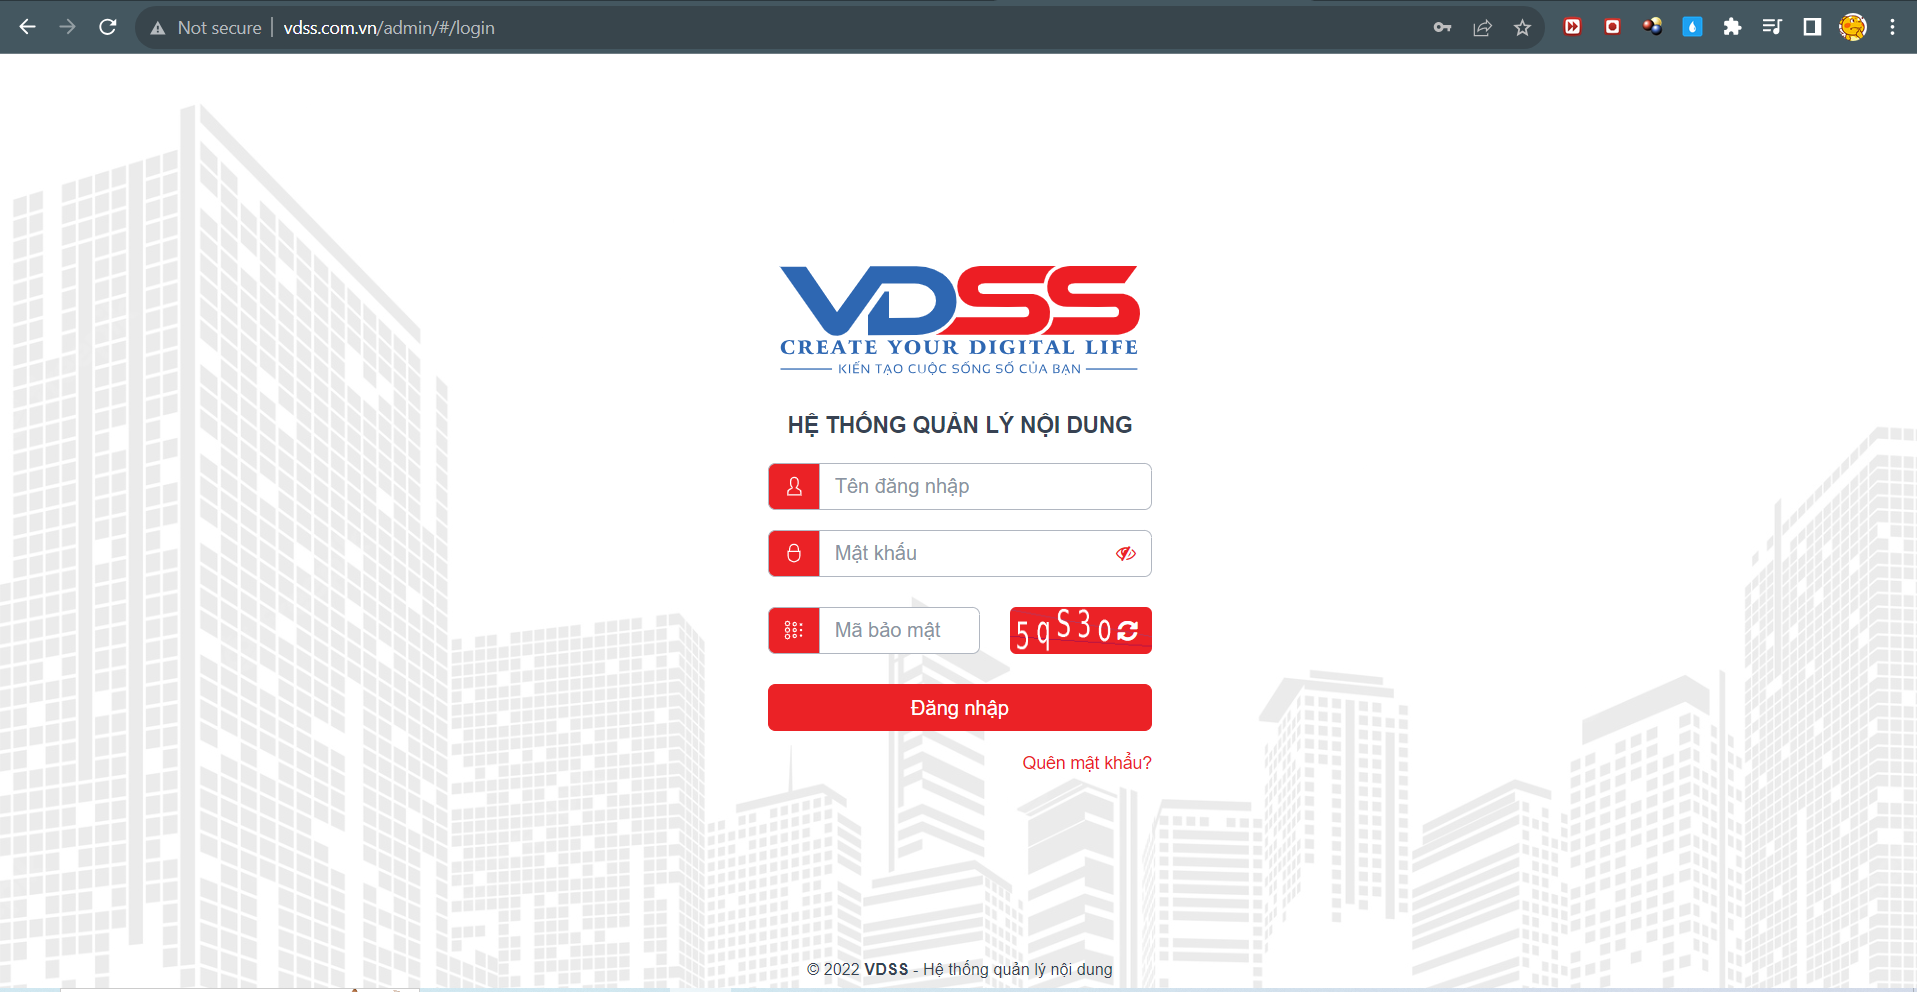 Not secure | vdss.com.vn/admin/#/login
VDSS
CREATE YOUR DIGITAL LIFE
KIẾN TẠO CUỘC SỐNG SỐ CỦA BẠN
HỆ THỐNG QUẢN LÝ NỘI DUNG
Tên đăng nhập
Mật khẩu
Mã bảo mật
5qS3o
Đăng nhập
Quên mật khẩu?
© 2022 VDSS - Hệ thống quản lý nội dung